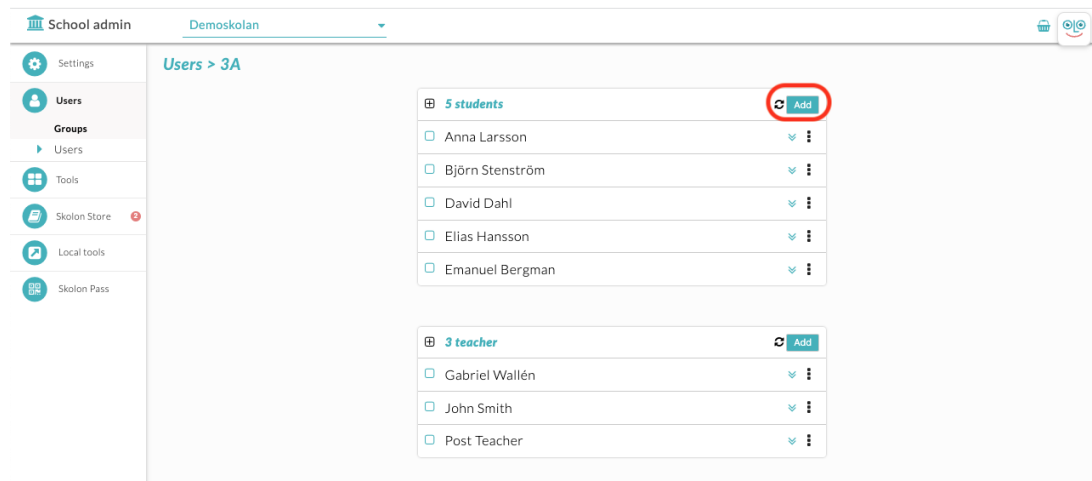 School admin
Demoskolan
Settings
Users
Groups
Users
Tools
Skolon Store 2
Local tools
Skolon Pass
Users > 3A
5 students Add
Anna Larsson
Björn Stenström
David Dahl
Elias Hansson
Emanuel Bergman
3 teacher Add
Gabriel Wallén
John Smith
Post Teacher